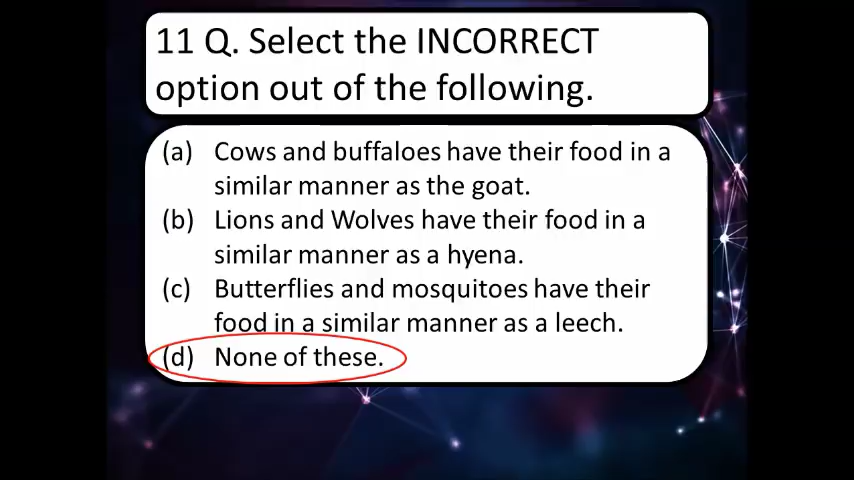 11 Q. Select the INCORRECT
option out of the following.
(a) Cows and buffaloes have their food in a
similar manner as the goat.
(b) Lions and Wolves have their food in a
similar manner as a hyena.
(c) Butterflies and mosquitoes have their
food in a similar manner as a leech.
(d) None of these.